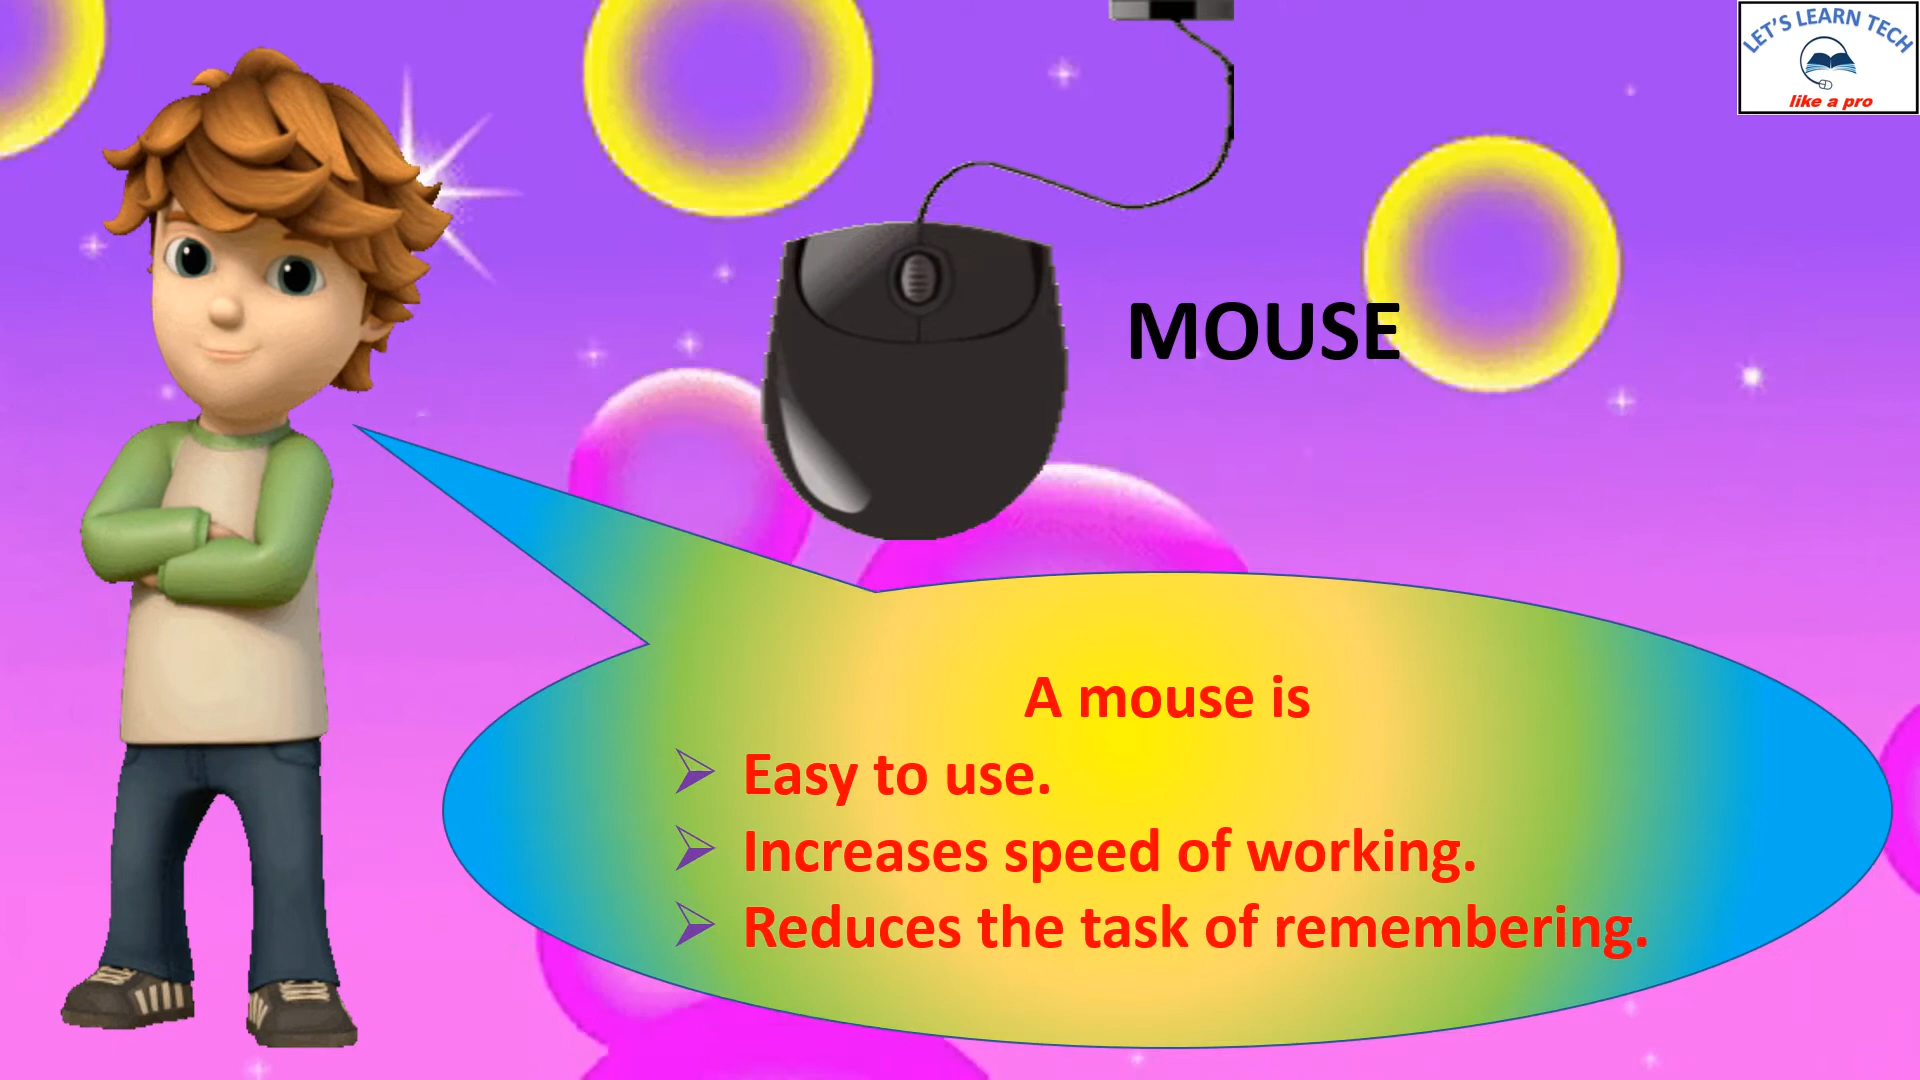 LET'S LEARN TECH
like a pro
MOUSE
A mouse is
Easy to use.
Increases speed of working.
Reduces the task of remembering.